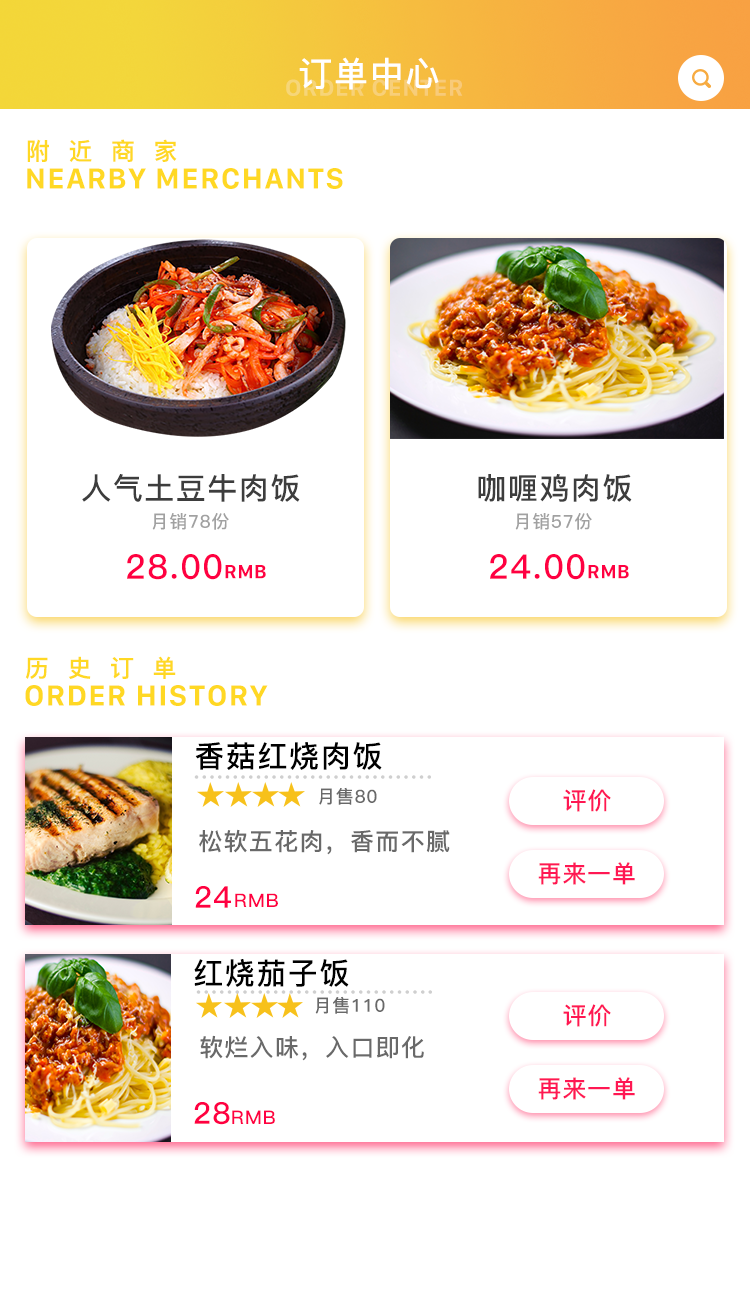 订单中心
ORDER CENTER
附近商家
NEARBY MERCHANTS
人气土豆牛肉饭
月销78份
28.00RMB
咖喱鸡肉饭
月销57份
24.00RMB
历史订单
ORDER HISTORY
香菇红烧肉饭
月售80
松软五花肉，香而不腻
24RMB
评价
再来一单
红烧茄子饭
月售110
软烂入味，入口即化
28RMB
评价
再来一单